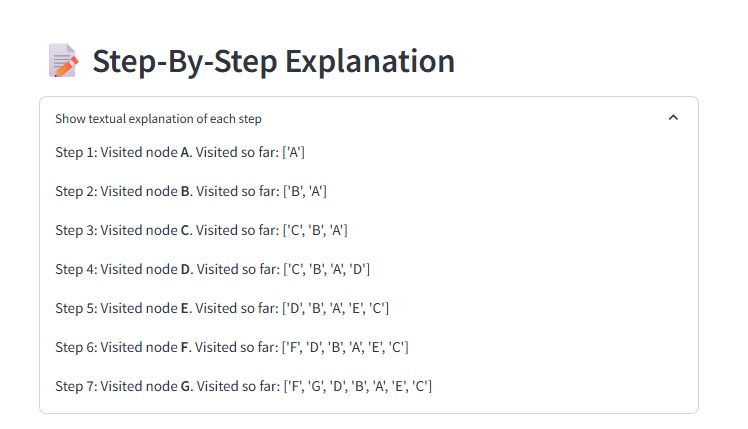 Step-By-Step Explanation
Show textual explanation of each step
Step 1: Visited node A. Visited so far: ['A']
Step 2: Visited node B. Visited so far: ['B', 'A']
Step 3: Visited node C. Visited so far: ['C', 'B', 'A']
Step 4: Visited node D. Visited so far: ['C', 'B', 'A', 'D']
Step 5: Visited node E. Visited so far: ['D', 'B', 'A', 'E', 'C']
Step 6: Visited node F. Visited so far: ['F', 'D', 'B', 'A', 'E', 'C']
Step 7: Visited node G. Visited so far: ['F', 'G', 'D', 'B', 'A', 'E', 'C']